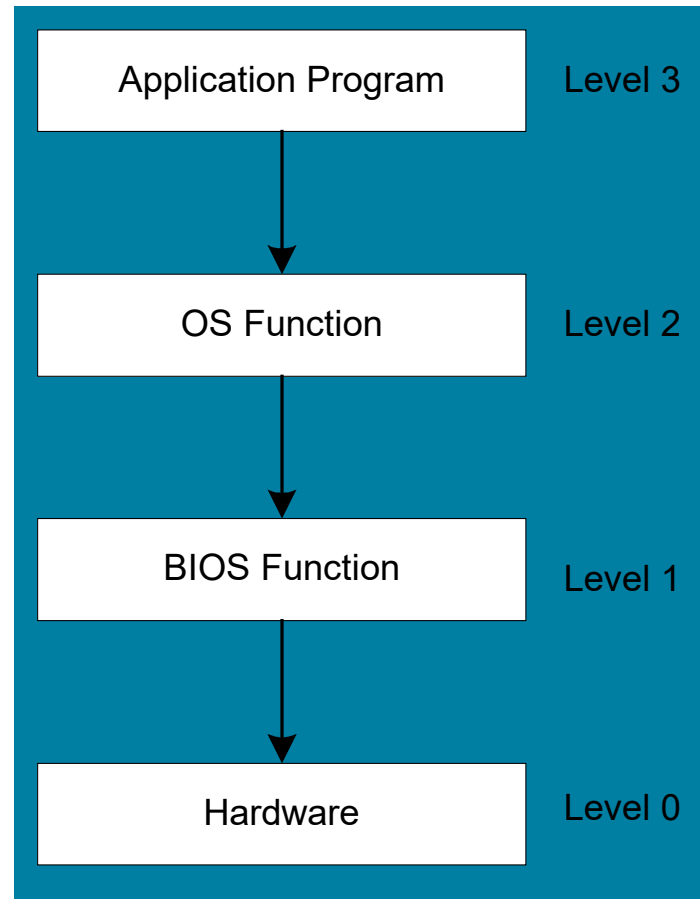 Application Program
Level 3
OS Function
Level 2
BIOS Function
Level 1
Hardware
Level 0